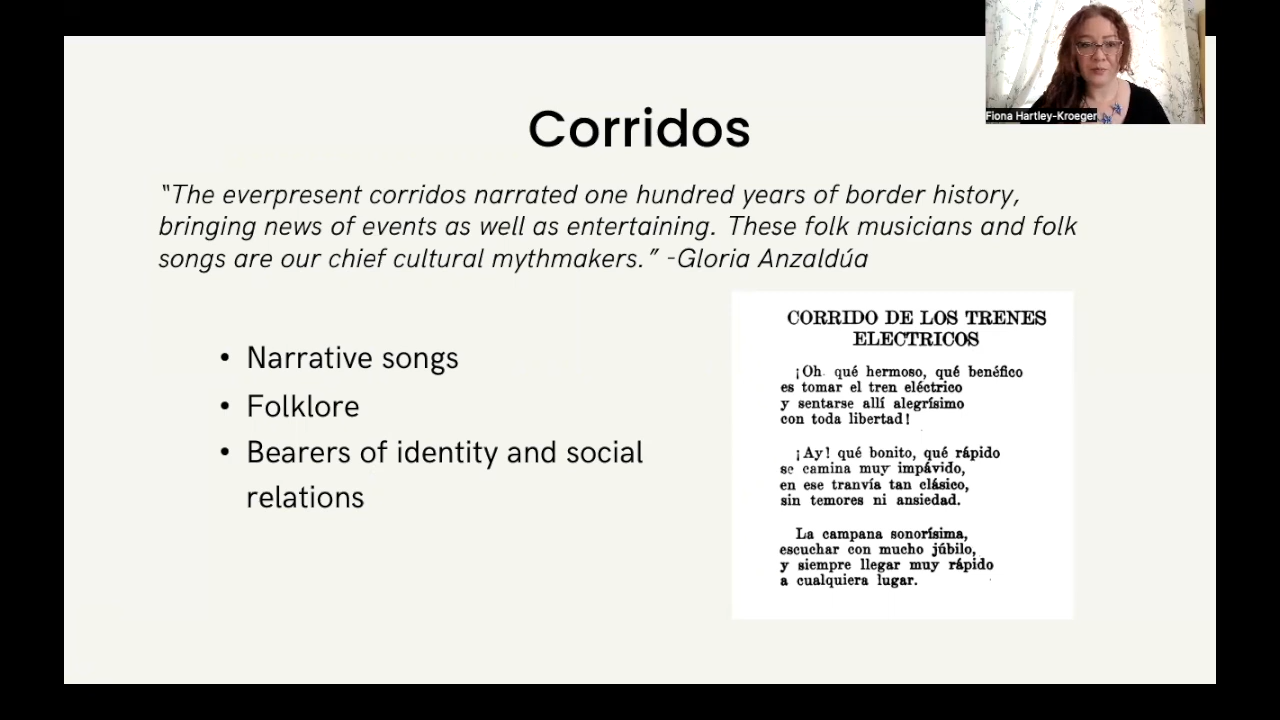 Fiona Hartley-Kroeger
Corridos
“The everpresent corridos narrated one hundred years of border history,
bringing news of events as well as entertaining. These folk musicians and folk
songs are our chief cultural mythmakers.” -Gloria Anzaldúa
• Narrative songs
• Folklore
• Bearers of identity and social
relations
CORRIDO DE LOS TRENES
ELECTRICOS
¡Oh qué hermoso, qué benéfico
es tomar el tren eléctrico
y sentarse allí alegrísimo
con toda libertad!
¡Ay! qué bonito, qué rápido
se camina muy impávido,
en ese tranvía tan clásico,
sin temores ni ansiedad.
La campana sonorísima,
escuchar con mucho júbilo,
y siempre llegar muy rápido
a cualquiera lugar.